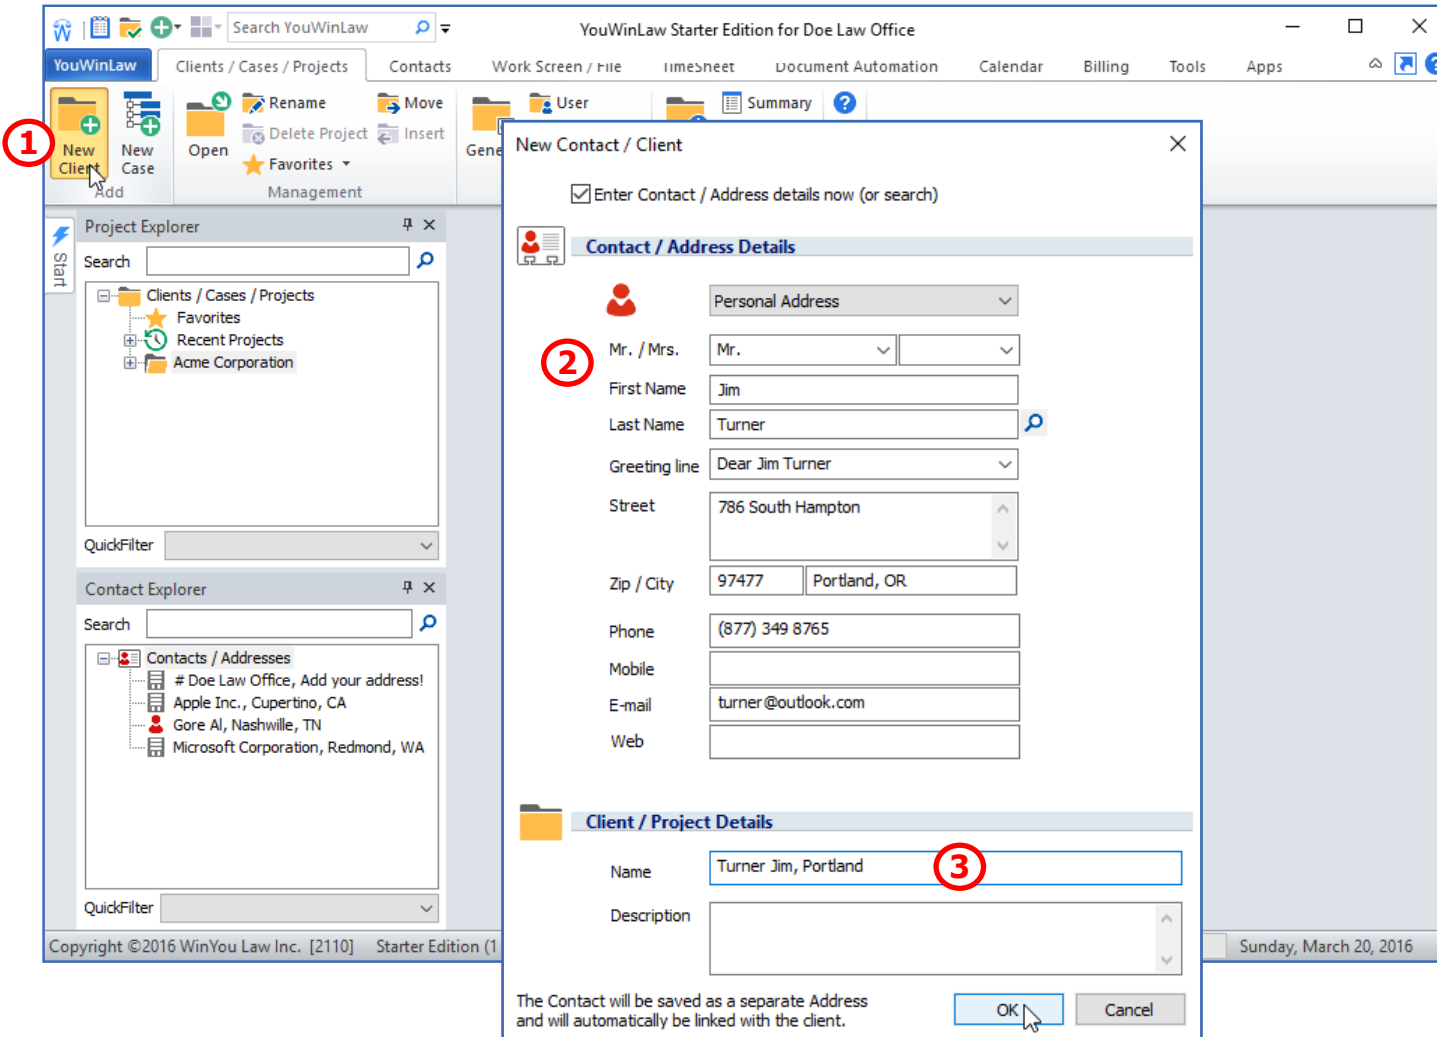 Search YouWinLaw
YouWinLaw Starter Edition for Doe Law Office
YouWinLaw Clients / Cases / Projects Contacts Work Screen / File TimeSheet Document Automation Calendar Billing Tools Apps
1
New Client
New Case
Add
Open
Rename
Delete Project
Favorites
Move
Insert
Management
User
Summary
Start
Project Explorer
Search
Clients / Cases / Projects
Favorites
Recent Projects
Acme Corporation
QuickFilter
Contact Explorer
Search
Contacts / Addresses
# Doe Law Office, Add your address!
Apple Inc., Cupertino, CA
Gore Al, Nashville, TN
Microsoft Corporation, Redmond, WA
QuickFilter
Copyright ©2016 WinYou Law Inc. [2110] Starter Edition (1
Sunday, March 20, 2016
New Contact / Client
Enter Contact / Address details now (or search)
Contact / Address Details
Personal Address
2
Mr. / Mrs. Mr.
First Name Jim
Last Name Turner
Greeting line Dear Jim Turner
Street 786 South Hampton
Zip / City 97477 Portland, OR
Phone (877) 349 8765
Mobile
E-mail turner@outlook.com
Web
Client / Project Details
Name Turner Jim, Portland
3
Description
The Contact will be saved as a separate Address
and will automatically be linked with the client.
OK Cancel